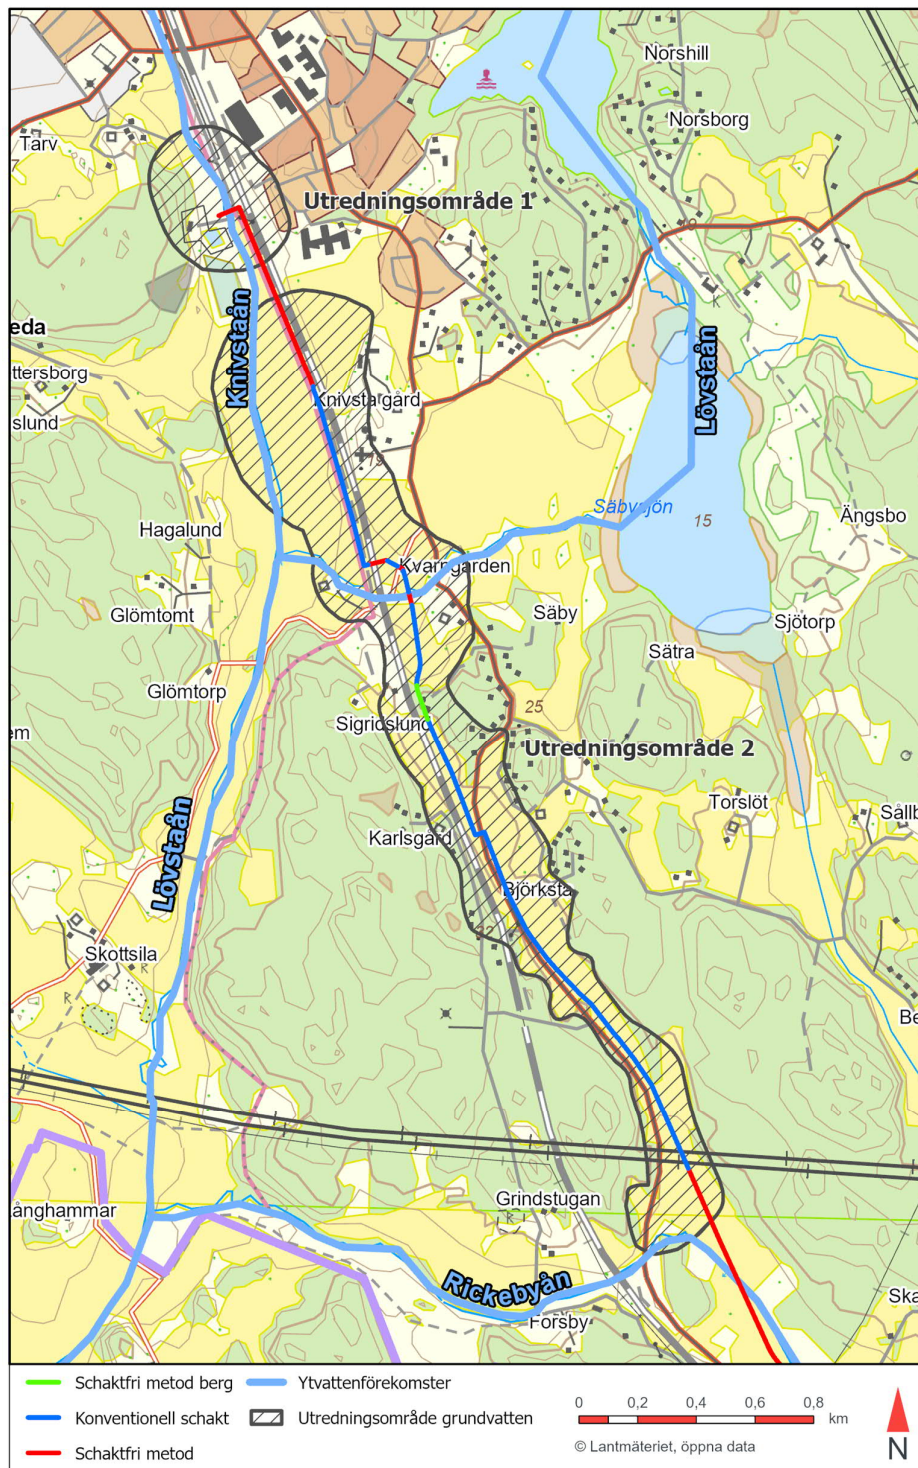 Norshill
Norsborg
Tarv
Utredningsområde 1
Knivstaån
eda
ttersborg
slund
Knivsta gård
Lövstaån
Säbysjön
15
Ängsbo
Hagalund
Kvarngården
Glömtomt
Säby
Sjötorp
Sätra
Glömtorp
25
Sigridslund
em
Utredningsområde 2
Torslöt
Sållb
Karlsgård
Lövstaån
Björksta
22
Skottsila
R
R
Be
Grindstugan
ånghammar
R
Rickebyån
Forsby
Ska
Schaktfri metod berg
Ytvattenförekomster
Konventionell schakt
Utredningsområde grundvatten
Schaktfri metod
0 0,2 0,4 0,6 0,8
km
© Lantmäteriet, öppna data
N